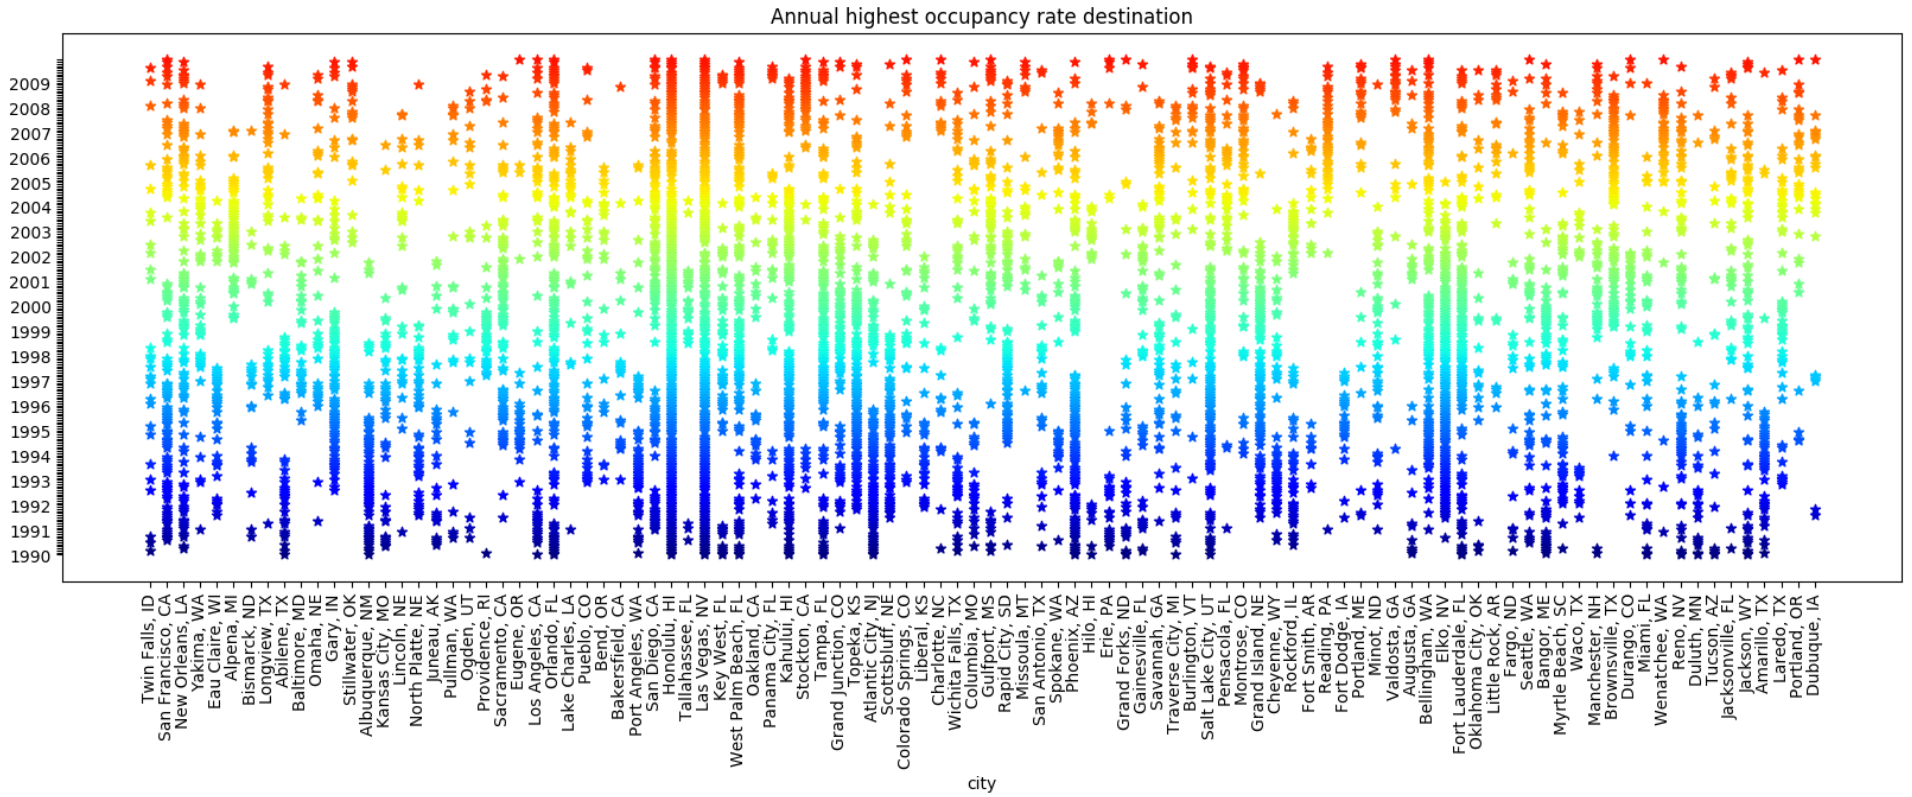 Annual highest occupancy rate destination
2009
2008
2007
2006
2005
2004
2003
2002
2001
2000
1999
1998
1997
1996
1995
1994
1993
1992
1991
1990
Twin Falls, ID
San Francisco, CA
New Orleans, LA
Yakima, WA
Eau Claire, WI
Alpena, MI
Bismarck, ND
Longview, TX
Abilene, TX
Baltimore, MD
Omaha, NE
Gary, IN
Stillwater, OK
Albuquerque, NM
Kansas City, MO
Lincoln, NE
North Platte, NE
Juneau, AK
Pullman, WA
Ogden, UT
Providence, RI
Sacramento, CA
Eugene, OR
Los Angeles, CA
Orlando, FL
Lake Charles, LA
Pueblo, CO
Bend, OR
Bakersfield, CA
Port Angeles, WA
San Diego, CA
Honolulu, HI
Tallahassee, FL
Las Vegas, NV
Key West, FL
West Palm Beach, FL
Oakland, CA
Panama City, FL
Kahului, HI
Stockton, CA
Tampa, FL
Grand Junction, CO
Topeka, KS
Atlantic City, NJ
Scottsbluff, NE
Colorado Springs, CO
Liberal, KS
Charlotte, NC
Wichita Falls, TX
Columbia, MO
Gulfport, MS
Rapid City, SD
Missoula, MT
San Antonio, TX
Spokane, WA
Phoenix, AZ
Hilo, HI
Erie, PA
Grand Forks, ND
Gainesville, FL
Savannah, GA
Traverse City, MI
Burlington, VT
Salt Lake City, UT
Pensacola, FL
Montrose, CO
Grand Island, NE
Cheyenne, WY
Rockford, IL
Fort Smith, AR
Reading, PA
Fort Dodge, IA
Portland, ME
Minot, ND
Valdosta, GA
Augusta, GA
Bellingham, WA
Elko, NV
Fort Lauderdale, FL
Oklahoma City, OK
Little Rock, AR
Fargo, ND
Seattle, WA
Bangor, ME
Myrtle Beach, SC
Waco, TX
Manchester, NH
Brownsville, TX
Durango, CO
Miami, FL
Wenatchee, WA
Reno, NV
Duluth, MN
Tucson, AZ
Jacksonville, FL
Jackson, WY
Amarillo, TX
Laredo, TX
Portland, OR
Dubuque, IA
city